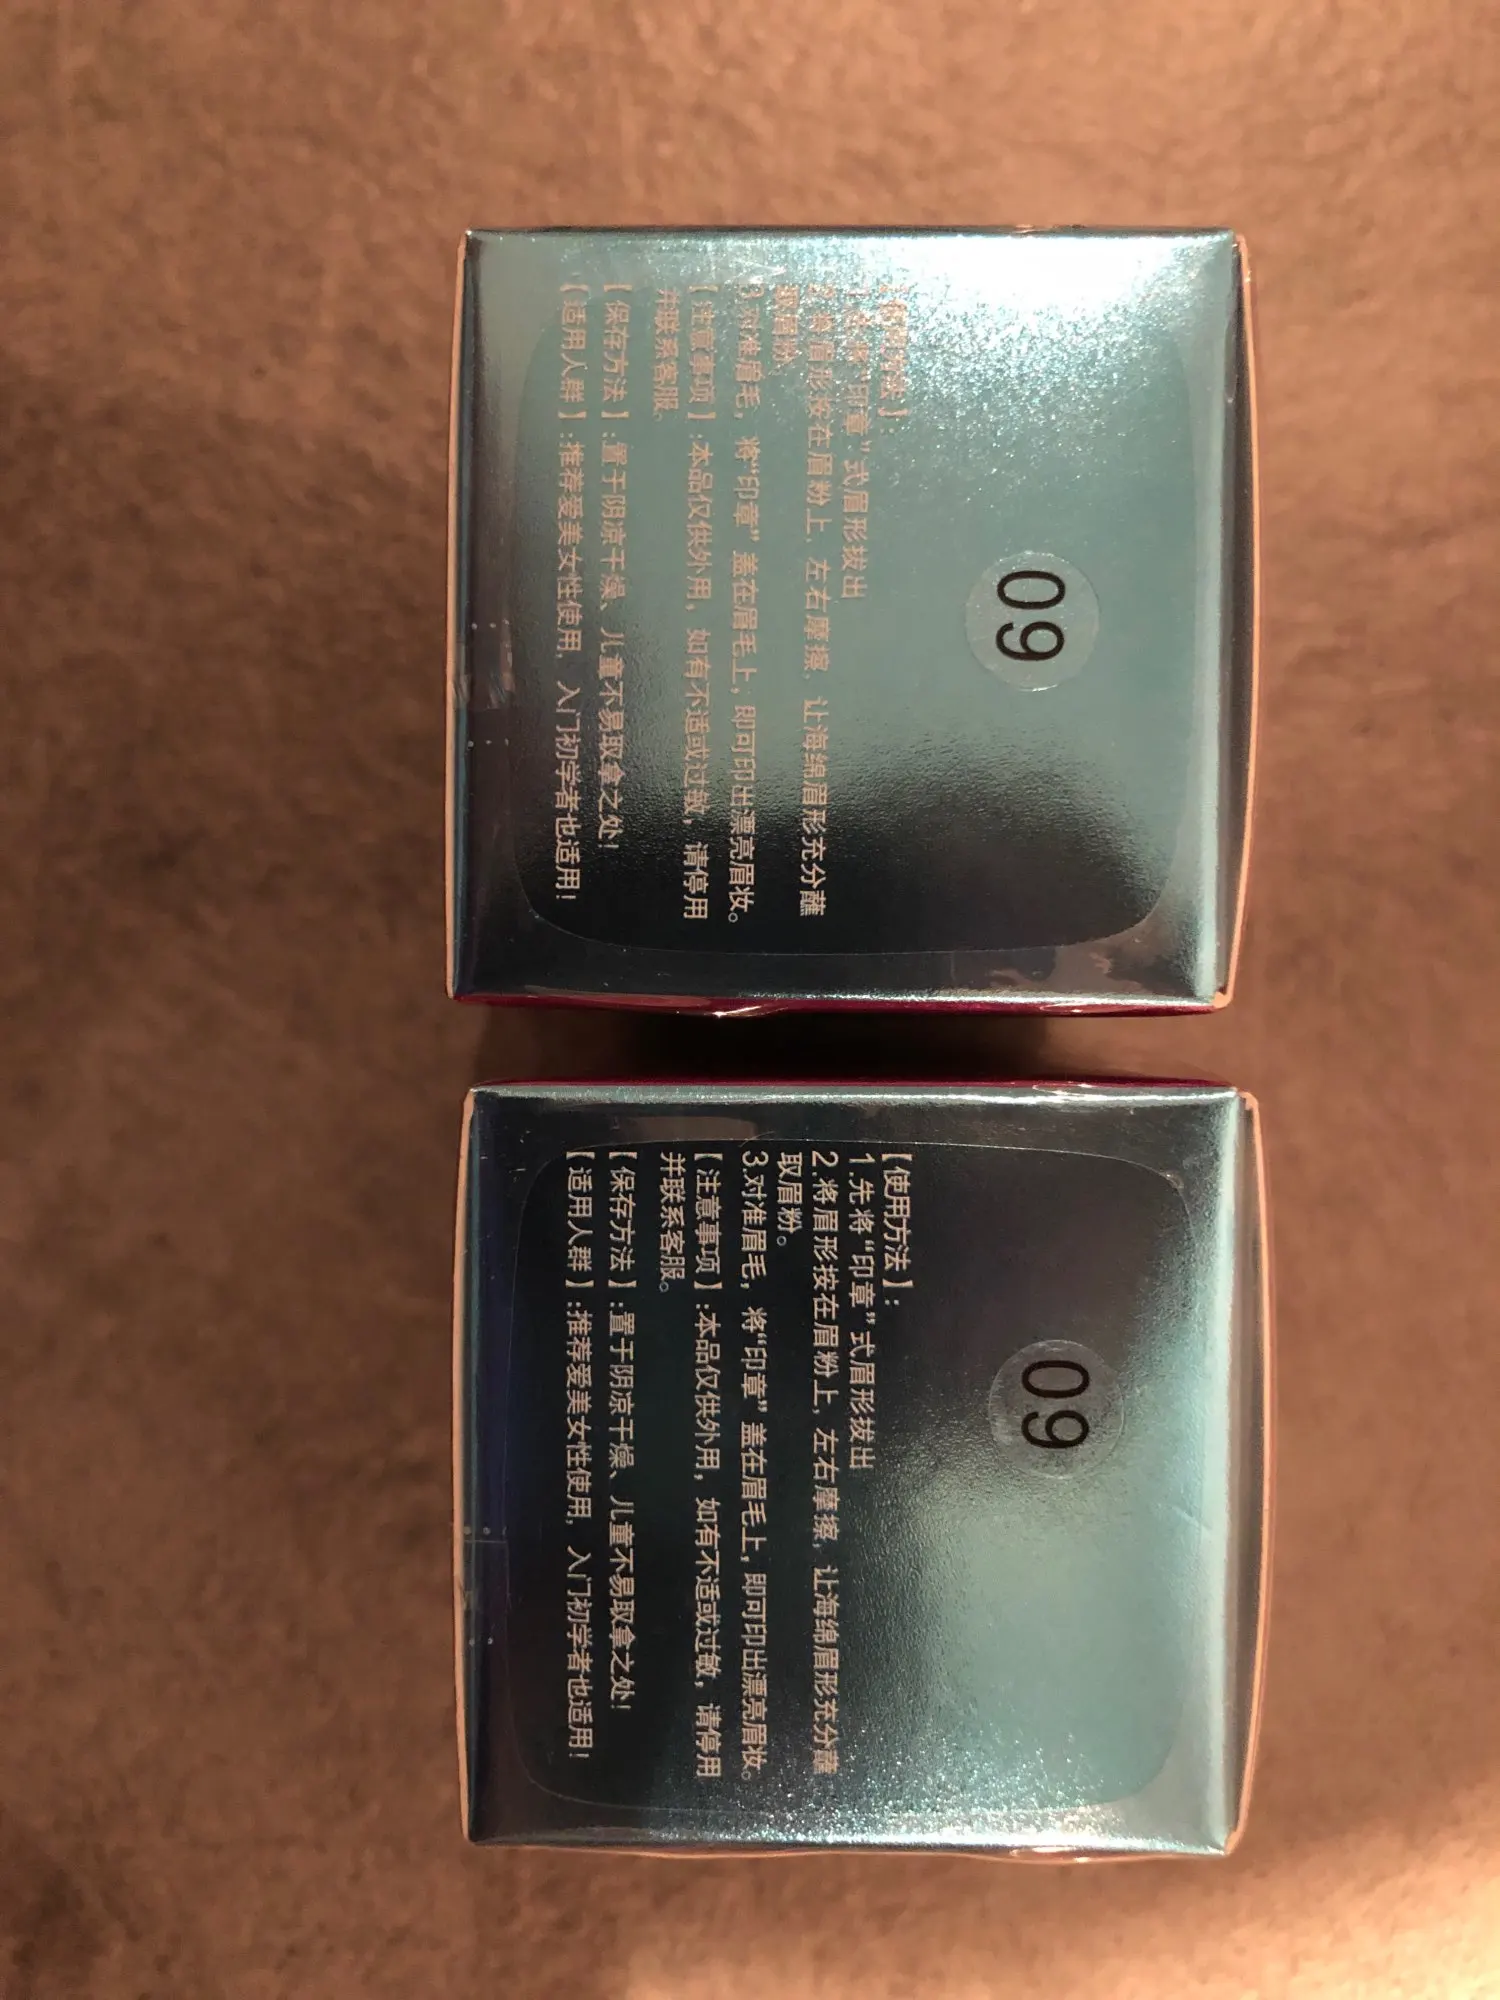 09
【使用方法】:
1.先将“印章”式眉形拔出
2.将眉形按在眉粉上，左右摩擦，让海绵眉形充分蘸
取眉粉。
3.对准眉毛，将“印章”盖在眉毛上，即可印出漂亮眉妆。
【注意事项】:本品仅供外用，如有不适或过敏，请停用
并联系客服。
【保存方法】:置于阴凉干燥、儿童不易取拿之处!
【适用人群】:推荐爱美女性使用，入门初学者也适用!
09
【使用方法】:
1.先将“印章”式眉形拔出
2.将眉形按在眉粉上，左右摩擦，让海绵眉形充分蘸
取眉粉。
3.对准眉毛，将“印章”盖在眉毛上，即可印出漂亮眉妆。
【注意事项】:本品仅供外用，如有不适或过敏，请停用
并联系客服。
【保存方法】:置于阴凉干燥、儿童不易取拿之处!
【适用人群】:推荐爱美女性使用，入门初学者也适用!